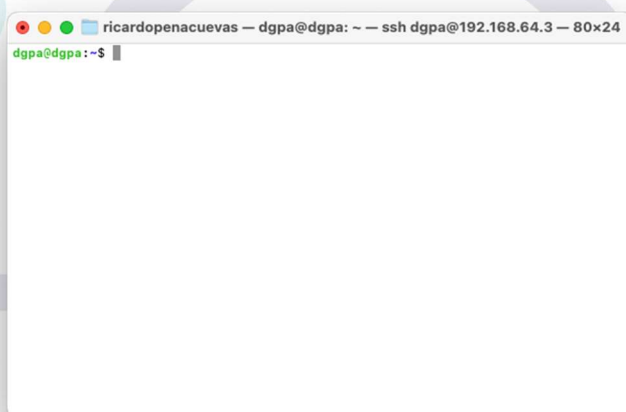 ricardopenacuevas — dgpa@dgpa: ~ — ssh dgpa@192.168.64.3 — 80×24
dgpa@dgpa:~$